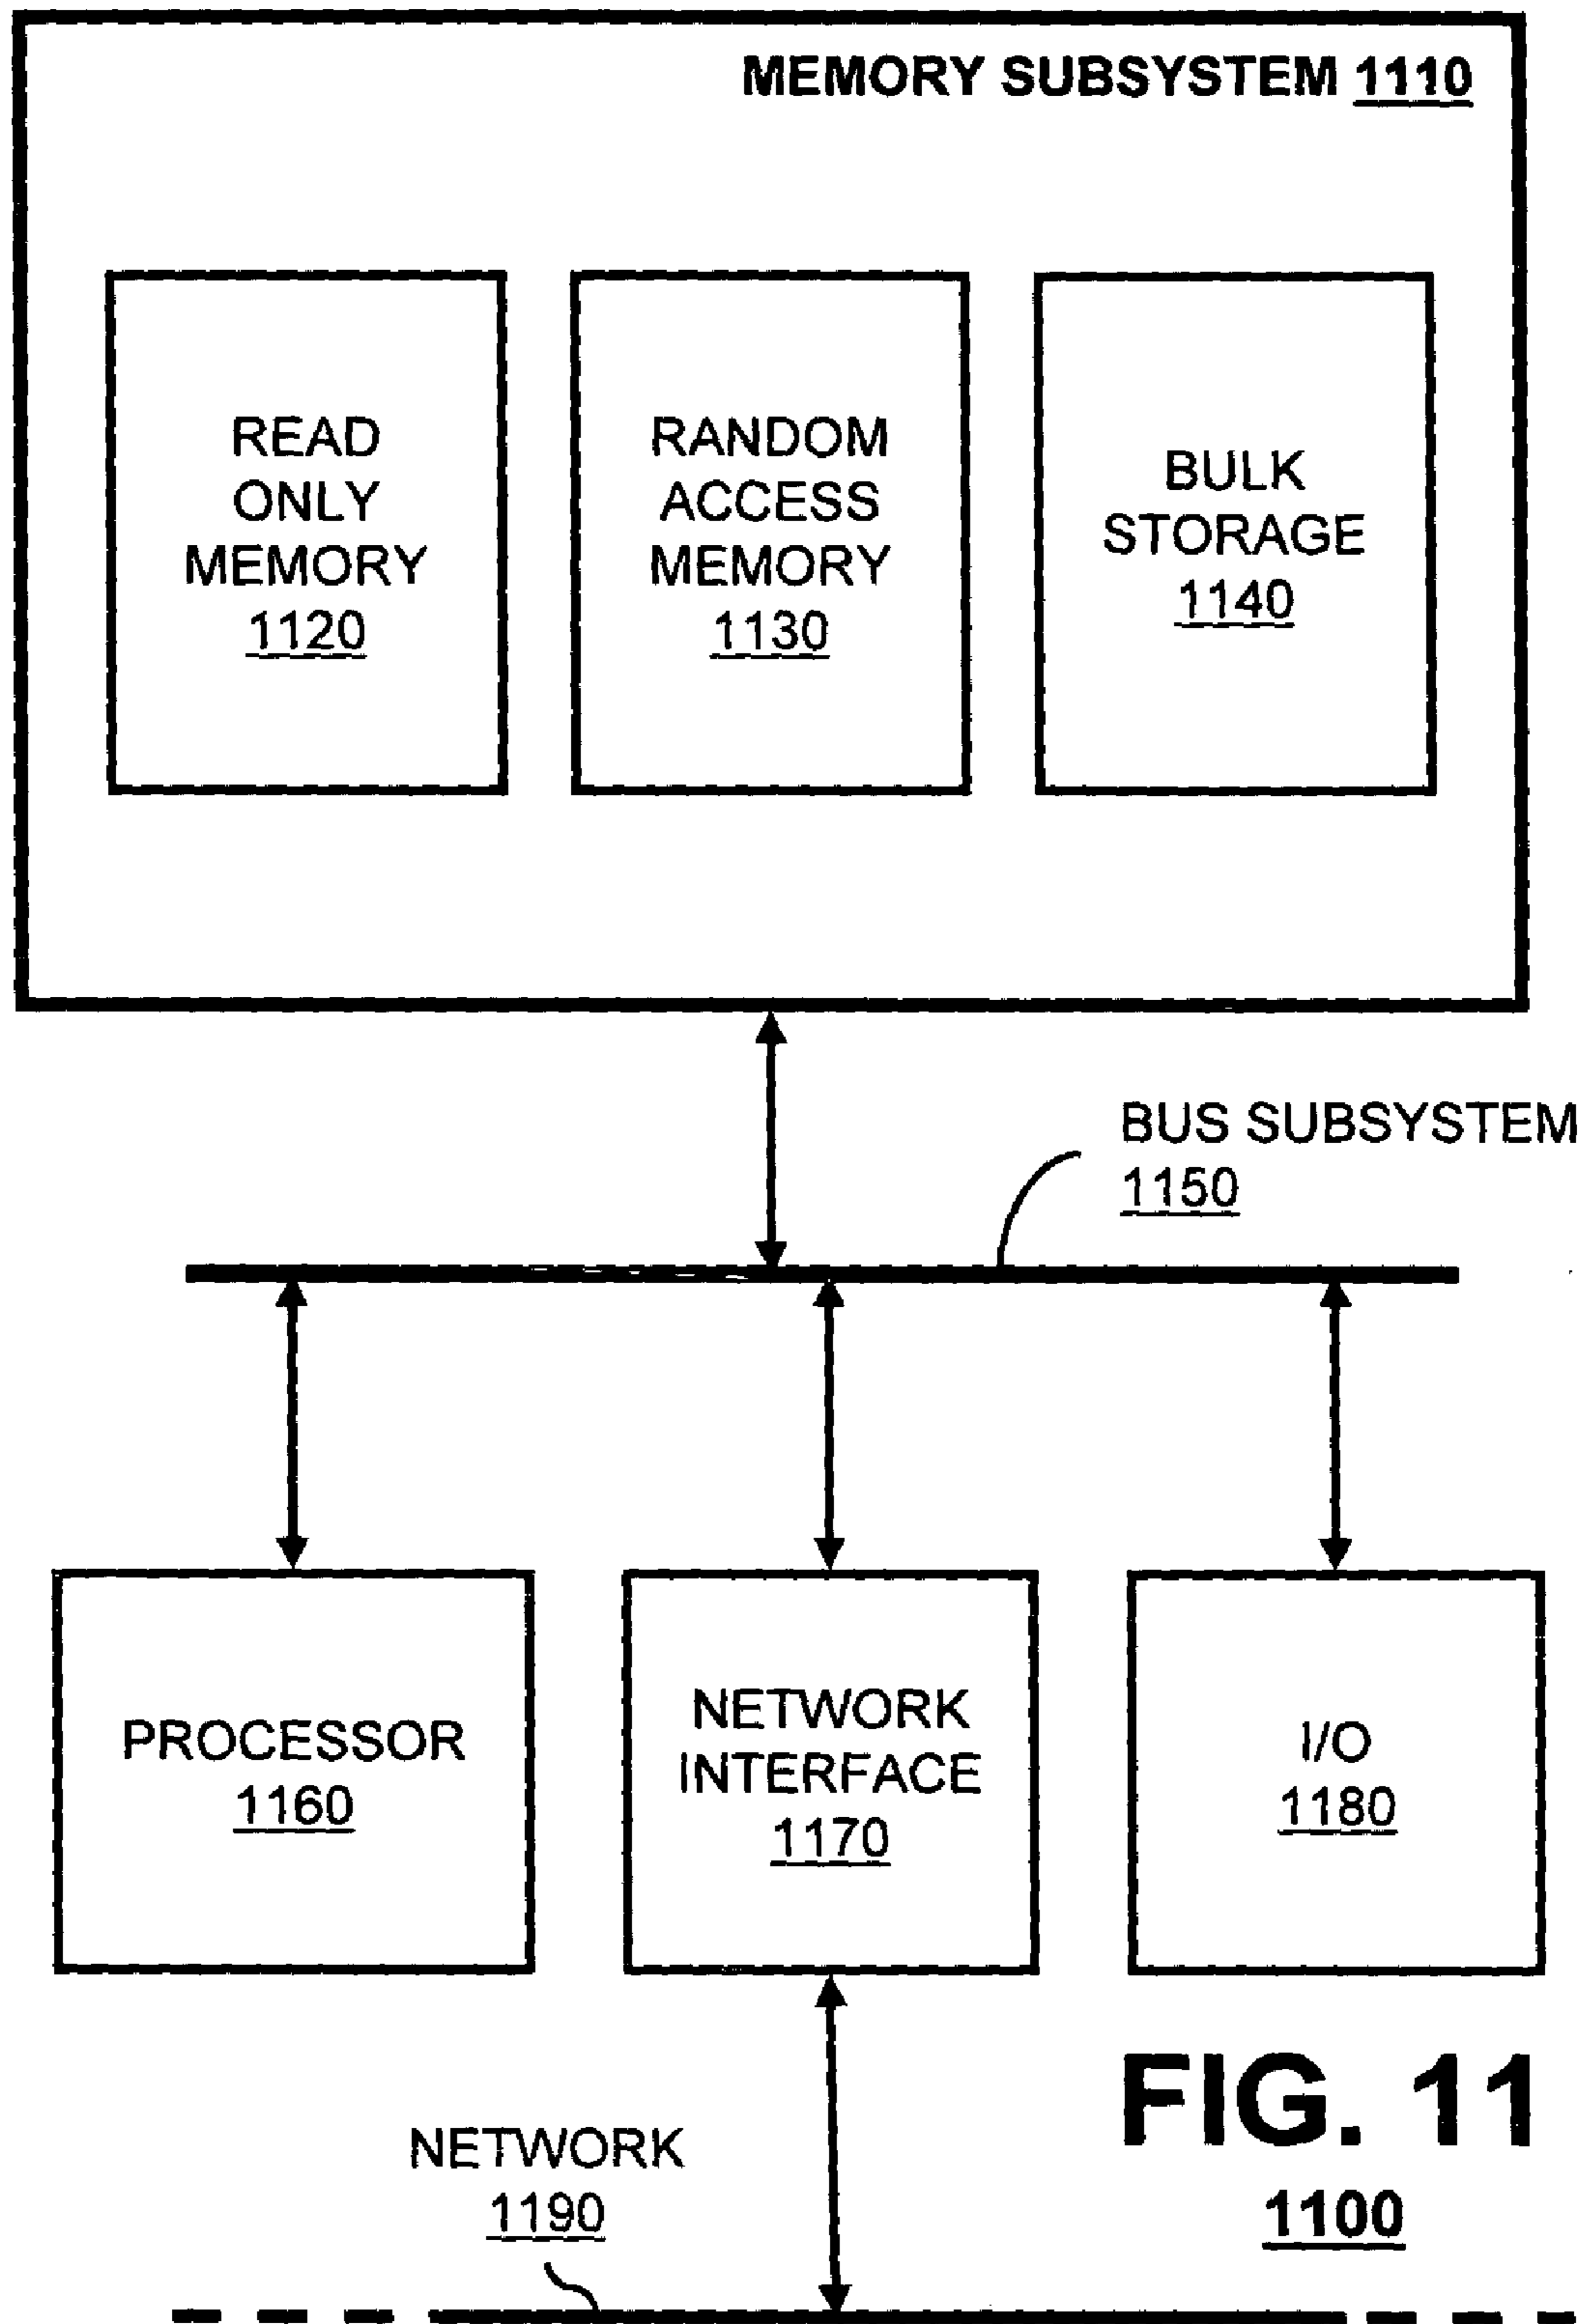 MEMORY SUBSYSTEM 1110
READ
ONLY
MEMORY
1120
RANDOM
ACCESS
MEMORY
1130
BULK
STORAGE
1140
BUS SUBSYSTEM
1150
PROCESSOR
1160
NETWORK
INTERFACE
1170
I/O
1180
FIG. 11
1100
NETWORK
1190